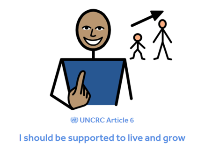 UNCRC Article 6
I should be supported to live and grow